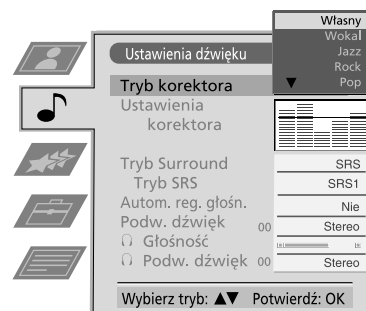 Własny
Wokal
Jazz
Rock
▼ Pop
Ustawienia dźwięku
Tryb korektora
Ustawienia
korektora
Tryb Surround SRS
Tryb SRS SRS1
Autom. reg. głośn. Nie
Podw. dźwięk 00 Stereo
Głośność
Podw. dźwięk 00 Stereo
Wybierz tryb: ▲▼ Potwierdź: OK